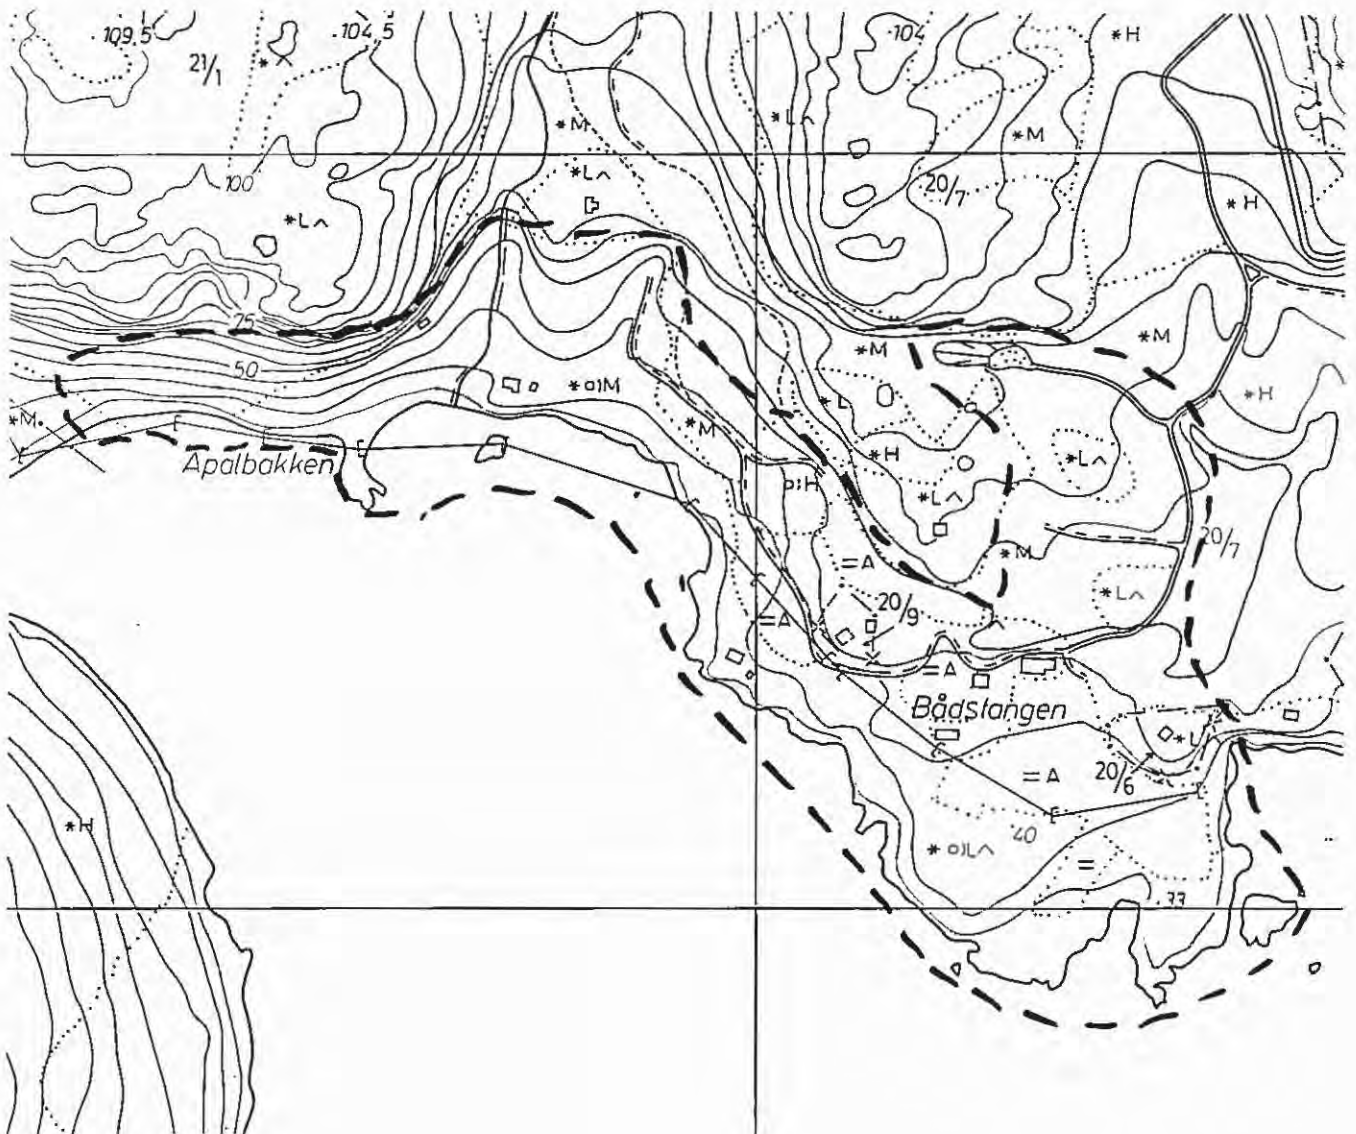 .109,5
.104,5
.104
*H
21/1
*L^
*M
*M
100
*L^
20/7
*L^
*H
75
*M
*M
50
*o)M
*L
*H
*M.
*M
*H
*L^
Apalbakken
o)H
*L^
=A
*M
20/7
20/9
*L^
=A
=A
Bådstangen
*L^
20/6
=A
*H
40
*o)L^
=
.33